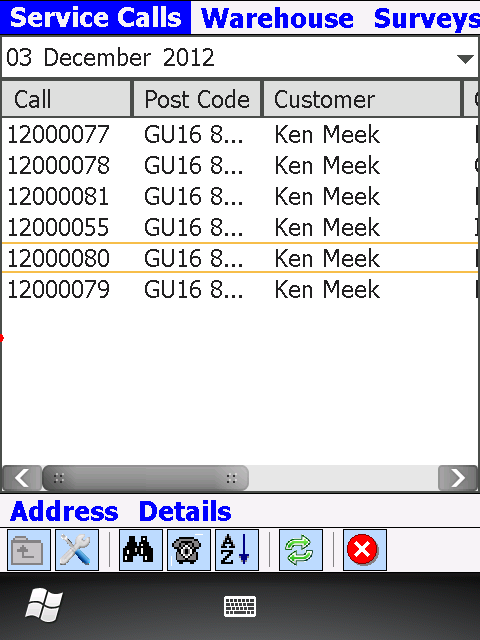 Service Calls Warehouse Surveys
03 December 2012
Call Post Code Customer
12000077 GU16 8... Ken Meek
12000078 GU16 8... Ken Meek
12000081 GU16 8... Ken Meek
12000055 GU16 8... Ken Meek
12000080 GU16 8... Ken Meek
12000079 GU16 8... Ken Meek
Address Details
A
Z